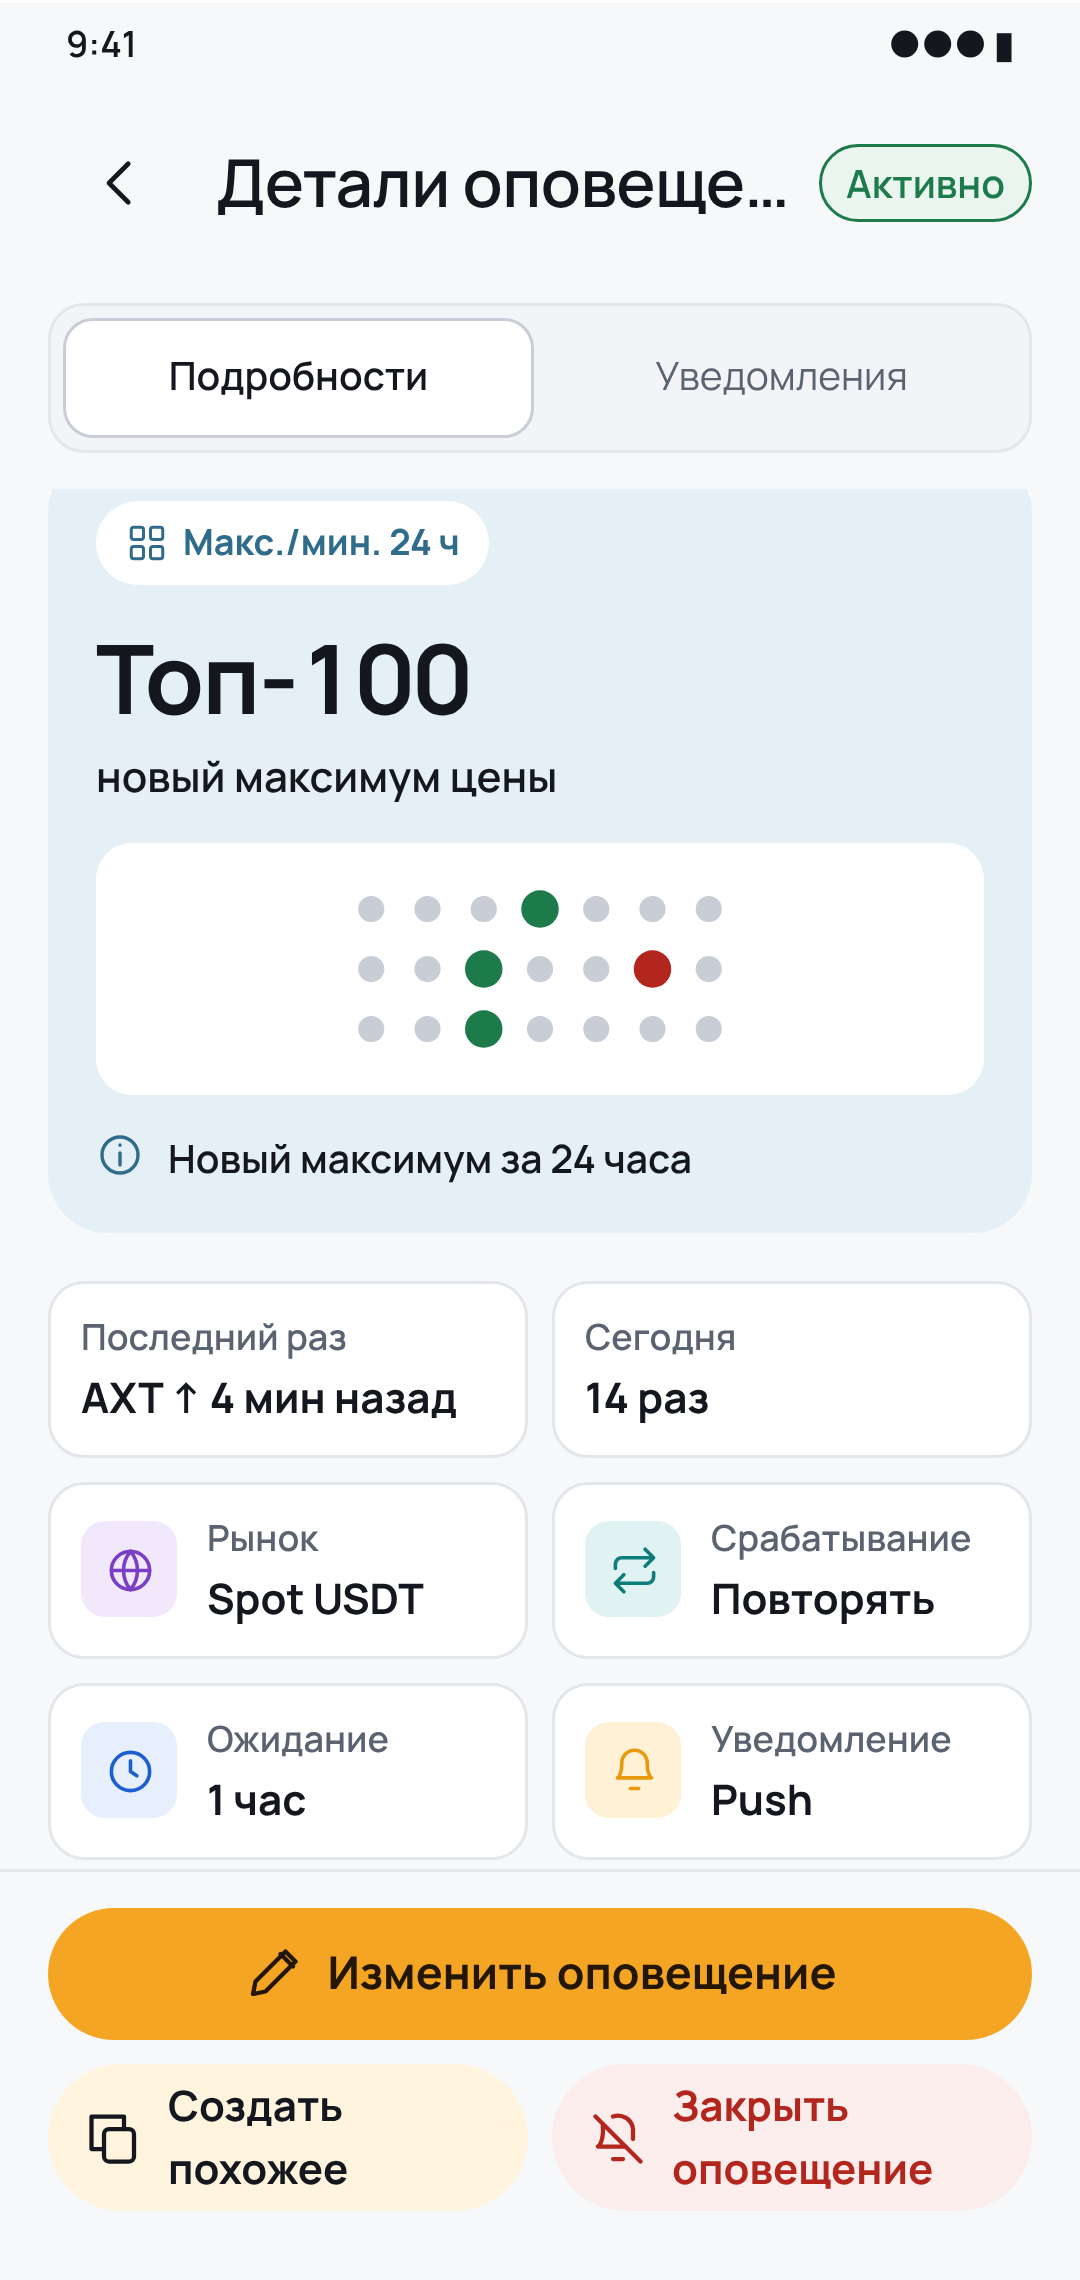 9:41
Детали оповеще...
Активно
Подробности
Уведомления
Макс./мин. 24 ч
Топ-100
новый максимум цены
Новый максимум за 24 часа
Последний раз
AXT ↑ 4 мин назад
Сегодня
14 раз
Рынок
Spot USDT
Срабатывание
Повторять
Ожидание
1 час
Уведомление
Push
Изменить оповещение
Создать
похожее
Закрыть
оповещение